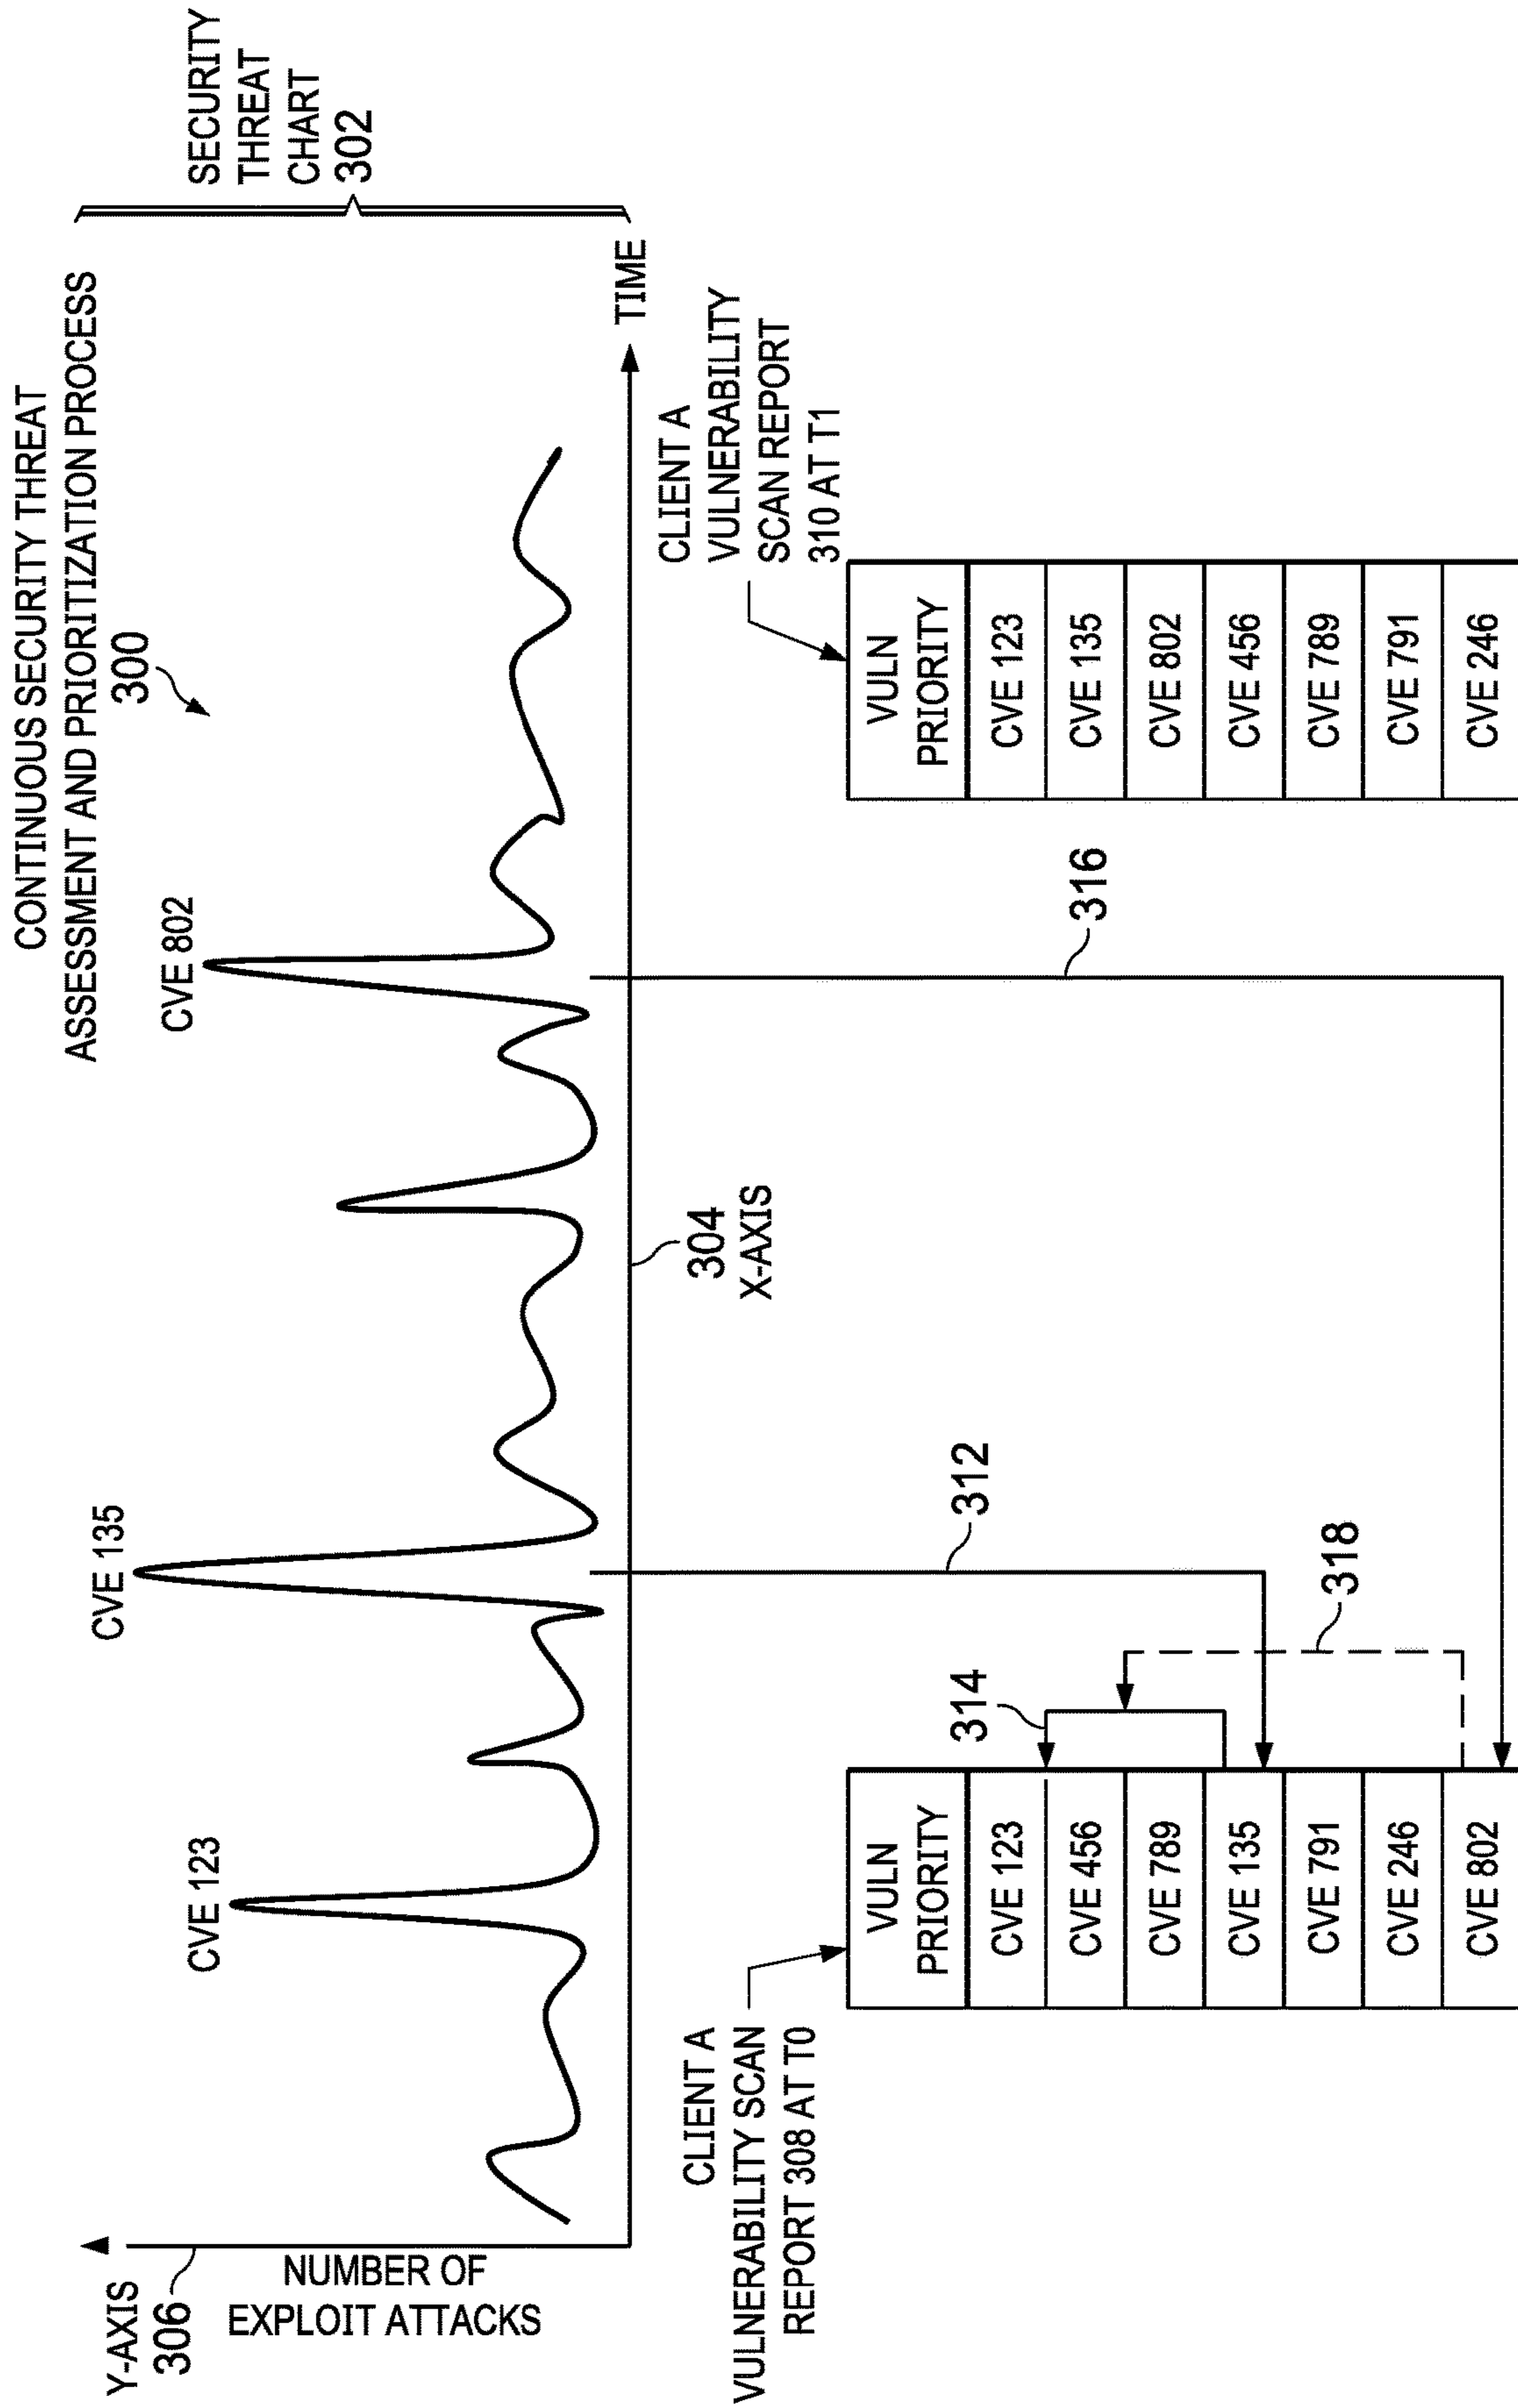 CONTINUOUS SECURITY THREAT
ASSESSMENT AND PRIORITIZATION PROCESS
300
SECURITY
THREAT
CHART
302
Y-AXIS
306
NUMBER OF
EXPLOIT ATTACKS
CVE 123
CVE 135
CVE 802
TIME
304
X-AXIS
CLIENT A
VULNERABILITY SCAN
REPORT 308 AT T0
VULN
PRIORITY
CVE 123
CVE 456
CVE 789
CVE 135
CVE 791
CVE 246
CVE 802
314
318
312
316
CLIENT A
VULNERABILITY
SCAN REPORT
310 AT T1
VULN
PRIORITY
CVE 123
CVE 135
CVE 802
CVE 456
CVE 789
CVE 791
CVE 246